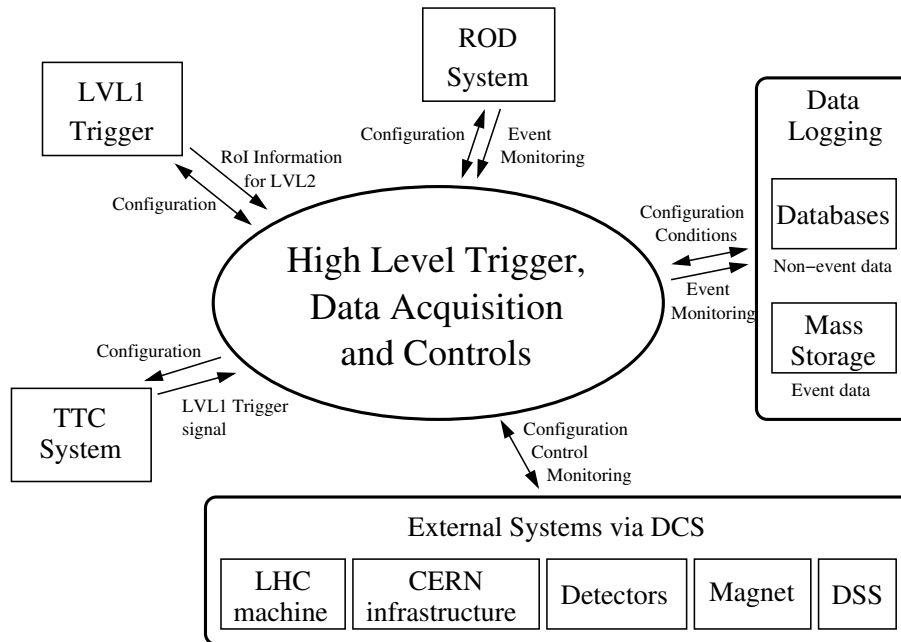 ROD
System
LVL1
Trigger
Configuration
Event
Monitoring
RoI Information
for LVL2
Configuration
Data
Logging
Databases
Non−event data
Mass
Storage
Event data
Configuration
Conditions
Event
Monitoring
High Level Trigger,
Data Acquisition
and Controls
Configuration
LVL1 Trigger
signal
TTC
System
Configuration
Control
Monitoring
External Systems via DCS
LHC
machine
CERN
infrastructure
Detectors
Magnet
DSS